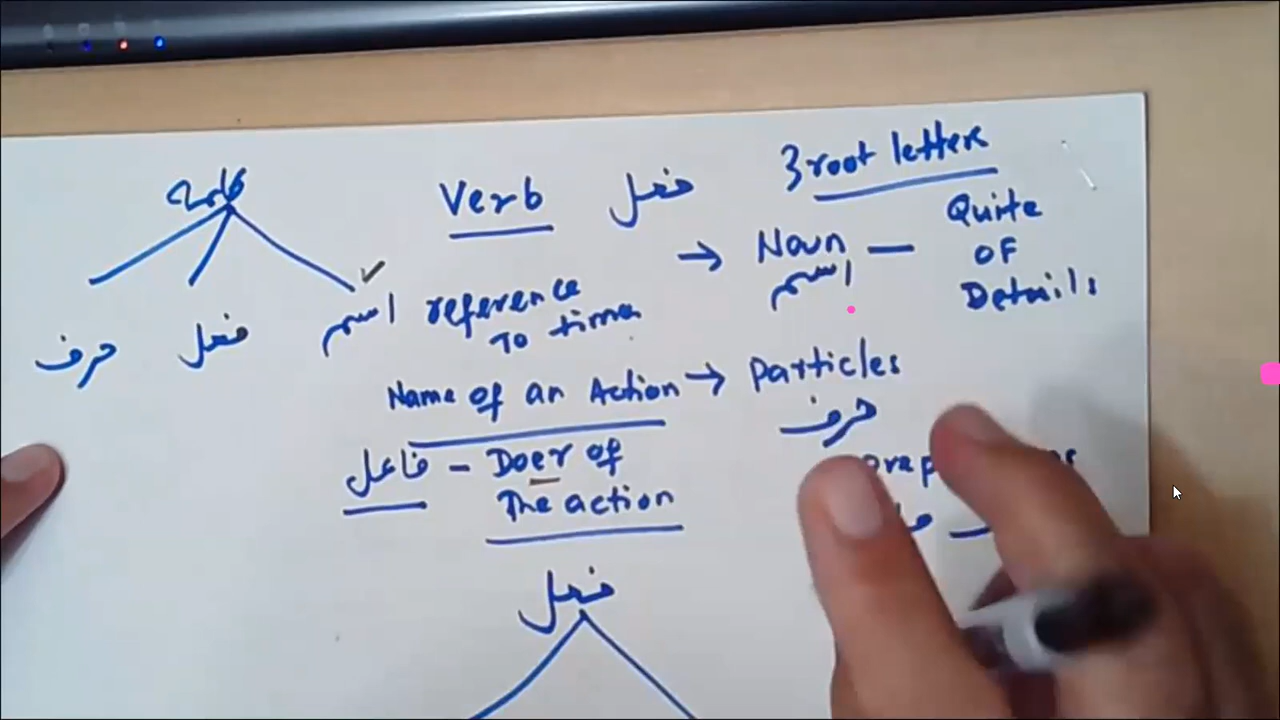 كلمة
Verb فعل
3 root letters
اسم فعل حرف
reference
To time
→ Noun — Quite
اسم OF
Details
Name of an Action → Particles
حرف
فاعل - Doer of
The action
فعل